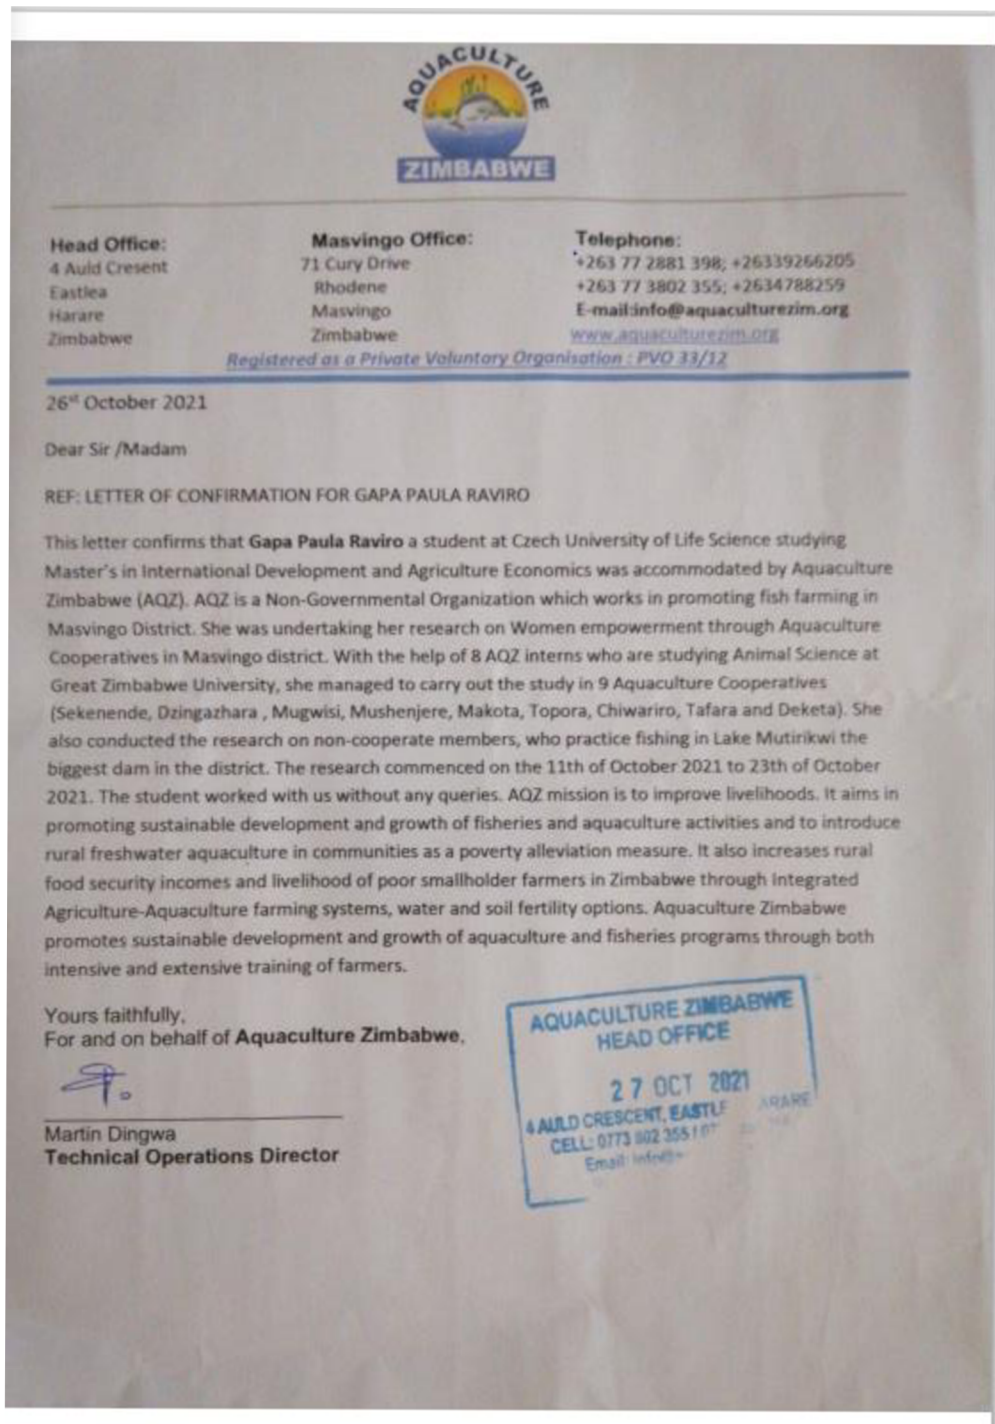 AQUACULTURE
ZIMBABWE
Head Office:
4 Auld Cresent
Eastlea
Harare
Zimbabwe
Masvingo Office:
71 Cury Drive
Rhodene
Masvingo
Zimbabwe
Telephone:
+263 77 2881 398; +26339266205
+263 77 3802 355; +2634788259
E-mail:info@aquaculturezim.org
www.aquaculturezim.org
Registered as a Private Voluntary Organisation : PVO 33/12
26st October 2021
Dear Sir /Madam
REF: LETTER OF CONFIRMATION FOR GAPA PAULA RAVIRO
This letter confirms that Gapa Paula Raviro a student at Czech University of Life Science studying
Master's in International Development and Agriculture Economics was accommodated by Aquaculture
Zimbabwe (AQZ). AQZ is a Non-Governmental Organization which works in promoting fish farming in
Masvingo District. She was undertaking her research on Women empowerment through Aquaculture
Cooperatives in Masvingo district. With the help of 8 AQZ interns who are studying Animal Science at
Great Zimbabwe University, she managed to carry out the study in 9 Aquaculture Cooperatives
(Sekenende, Dzingazhara , Mugwisi, Mushenjere, Makota, Topora, Chiwariro, Tafara and Deketa). She
also conducted the research on non-cooperate members, who practice fishing in Lake Mutirikwi the
biggest dam in the district. The research commenced on the 11th of October 2021 to 23th of October
2021. The student worked with us without any queries. AQZ mission is to improve livelihoods. It aims in
promoting sustainable development and growth of fisheries and aquaculture activities and to introduce
rural freshwater aquaculture in communities as a poverty alleviation measure. It also increases rural
food security incomes and livelihood of poor smallholder farmers in Zimbabwe through Integrated
Agriculture-Aquaculture farming systems, water and soil fertility options. Aquaculture Zimbabwe
promotes sustainable development and growth of aquaculture and fisheries programs through both
intensive and extensive training of farmers.
Yours faithfully,
For and on behalf of Aquaculture Zimbabwe,
Martin Dingwa
Technical Operations Director
AQUACULTURE ZIMBABWE
HEAD OFFICE
27 OCT 2021
4 AULD CRESCENT, EASTLE ARARE
CELL: 0773 802 355
Email: